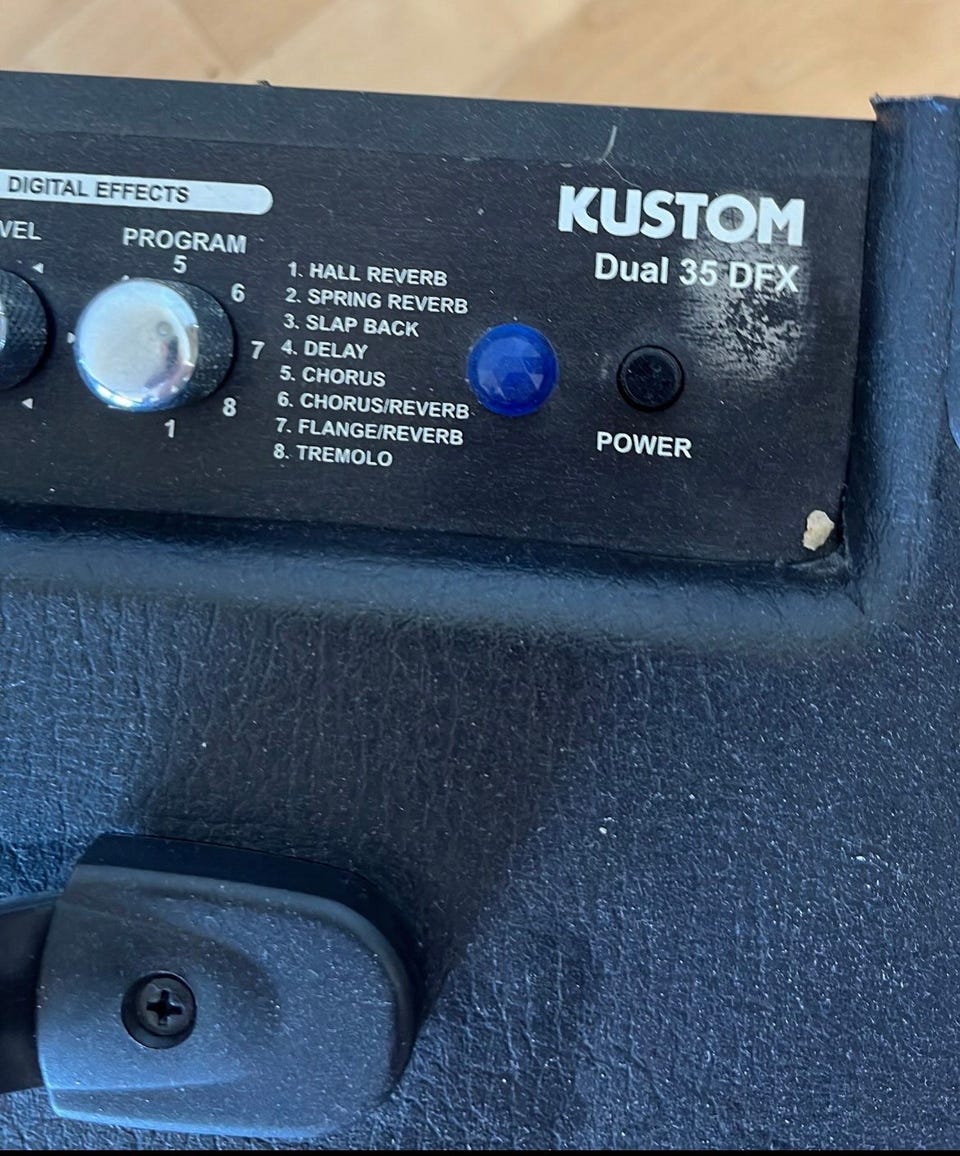 DIGITAL EFFECTS
VEL
PROGRAM
5
6
7
8
1
1. HALL REVERB
2. SPRING REVERB
3. SLAP BACK
4. DELAY
5. CHORUS
6. CHORUS/REVERB
7. FLANGE/REVERB
8. TREMOLO
KUSTOM
Dual 35 DFX
POWER